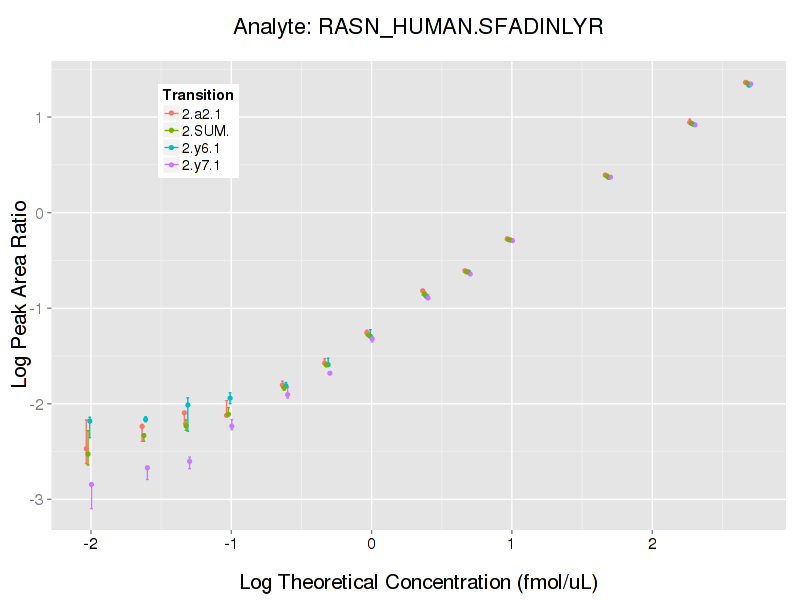 Analyte: RASN_HUMAN.SFADINLYR
Log Peak Area Ratio
1
0
-1
-2
-3
Transition
2.a2.1
2.SUM.
2.y6.1
2.y7.1
-2 -1 0 1 2
Log Theoretical Concentration (fmol/uL)